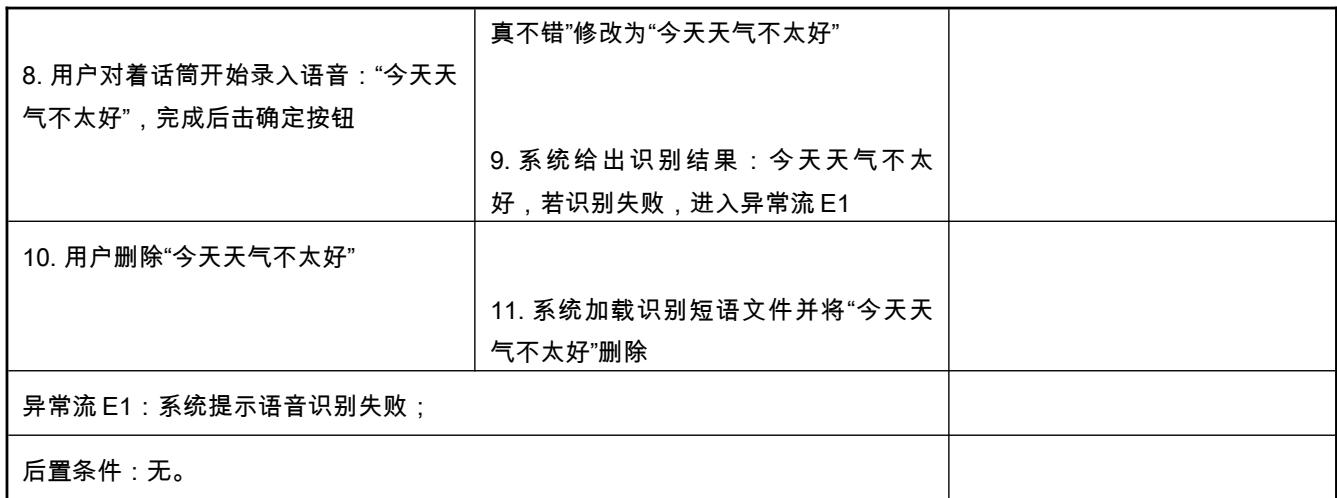 真不错”修改为“今天天气不太好”
8. 用户对着话筒开始录入语音：“今天天
气不太好”，完成后击确定按钮
9. 系统给出识别结果：今天天气不太
好，若识别失败，进入异常流 E1
10. 用户删除“今天天气不太好”
11. 系统加载识别短语文件并将“今天天
气不太好”删除
异常流 E1：系统提示语音识别失败；
后置条件：无。